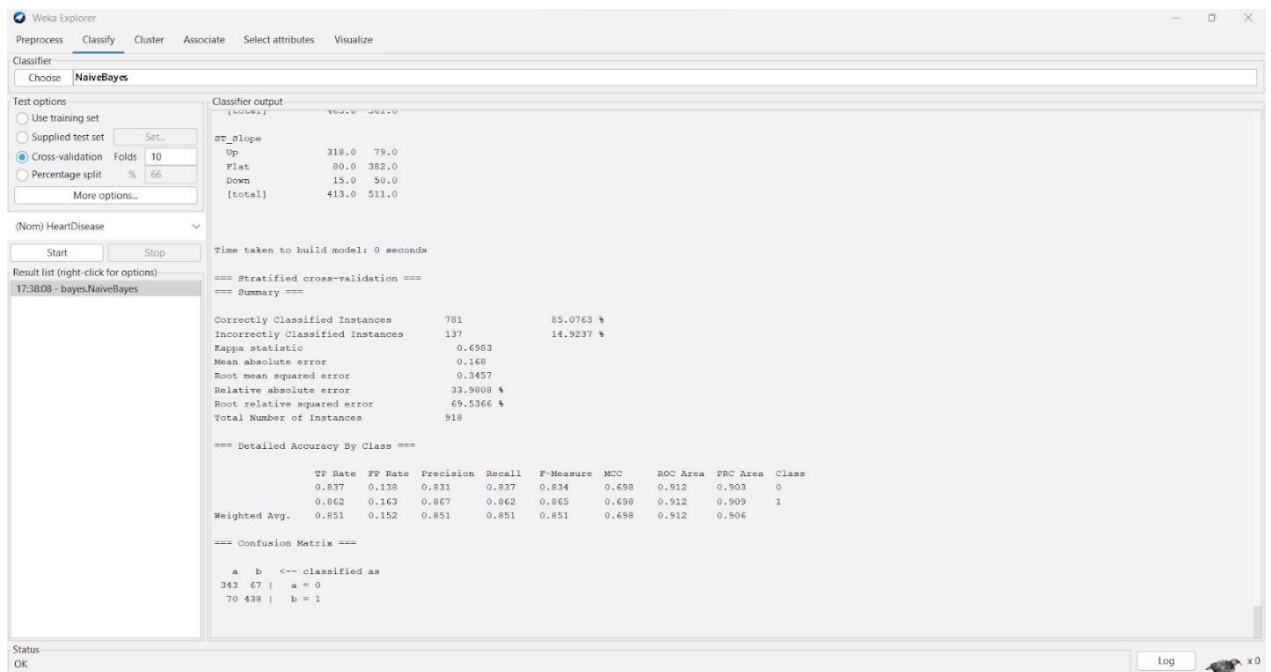 Weka Explorer
Preprocess Classify Cluster Associate Select attributes Visualize
Classifier
Choose NaiveBayes
Test options
Use training set
Supplied test set Set...
Cross-validation Folds 10
Percentage split % 66
More options...
(Nom) HeartDisease
Start Stop
Result list (right-click for options)
17:38:08 - bayes.NaiveBayes
Classifier output
[total]
ST_Slope
Up 318.0 79.0
Flat 80.0 382.0
Down 15.0 50.0
[total] 413.0 511.0
Time taken to build model: 0 seconds
=== Stratified cross-validation ===
=== Summary ===
Correctly Classified Instances 781 85.0763 %
Incorrectly Classified Instances 137 14.9237 %
Kappa statistic 0.6983
Mean absolute error 0.168
Root mean squared error 0.3457
Relative absolute error 33.9808 %
Root relative squared error 69.5366 %
Total Number of Instances 918
=== Detailed Accuracy By Class ===
TP Rate FP Rate Precision Recall F-Measure MCC ROC Area PRC Area Class
0.837 0.138 0.831 0.837 0.834 0.698 0.912 0.903 0
0.862 0.163 0.867 0.862 0.865 0.698 0.912 0.909 1
Weighted Avg. 0.851 0.152 0.851 0.851 0.851 0.698 0.912 0.906
=== Confusion Matrix ===
a b <-- classified as
343 67 | a = 0
70 438 | b = 1
Status
OK
Log x 0